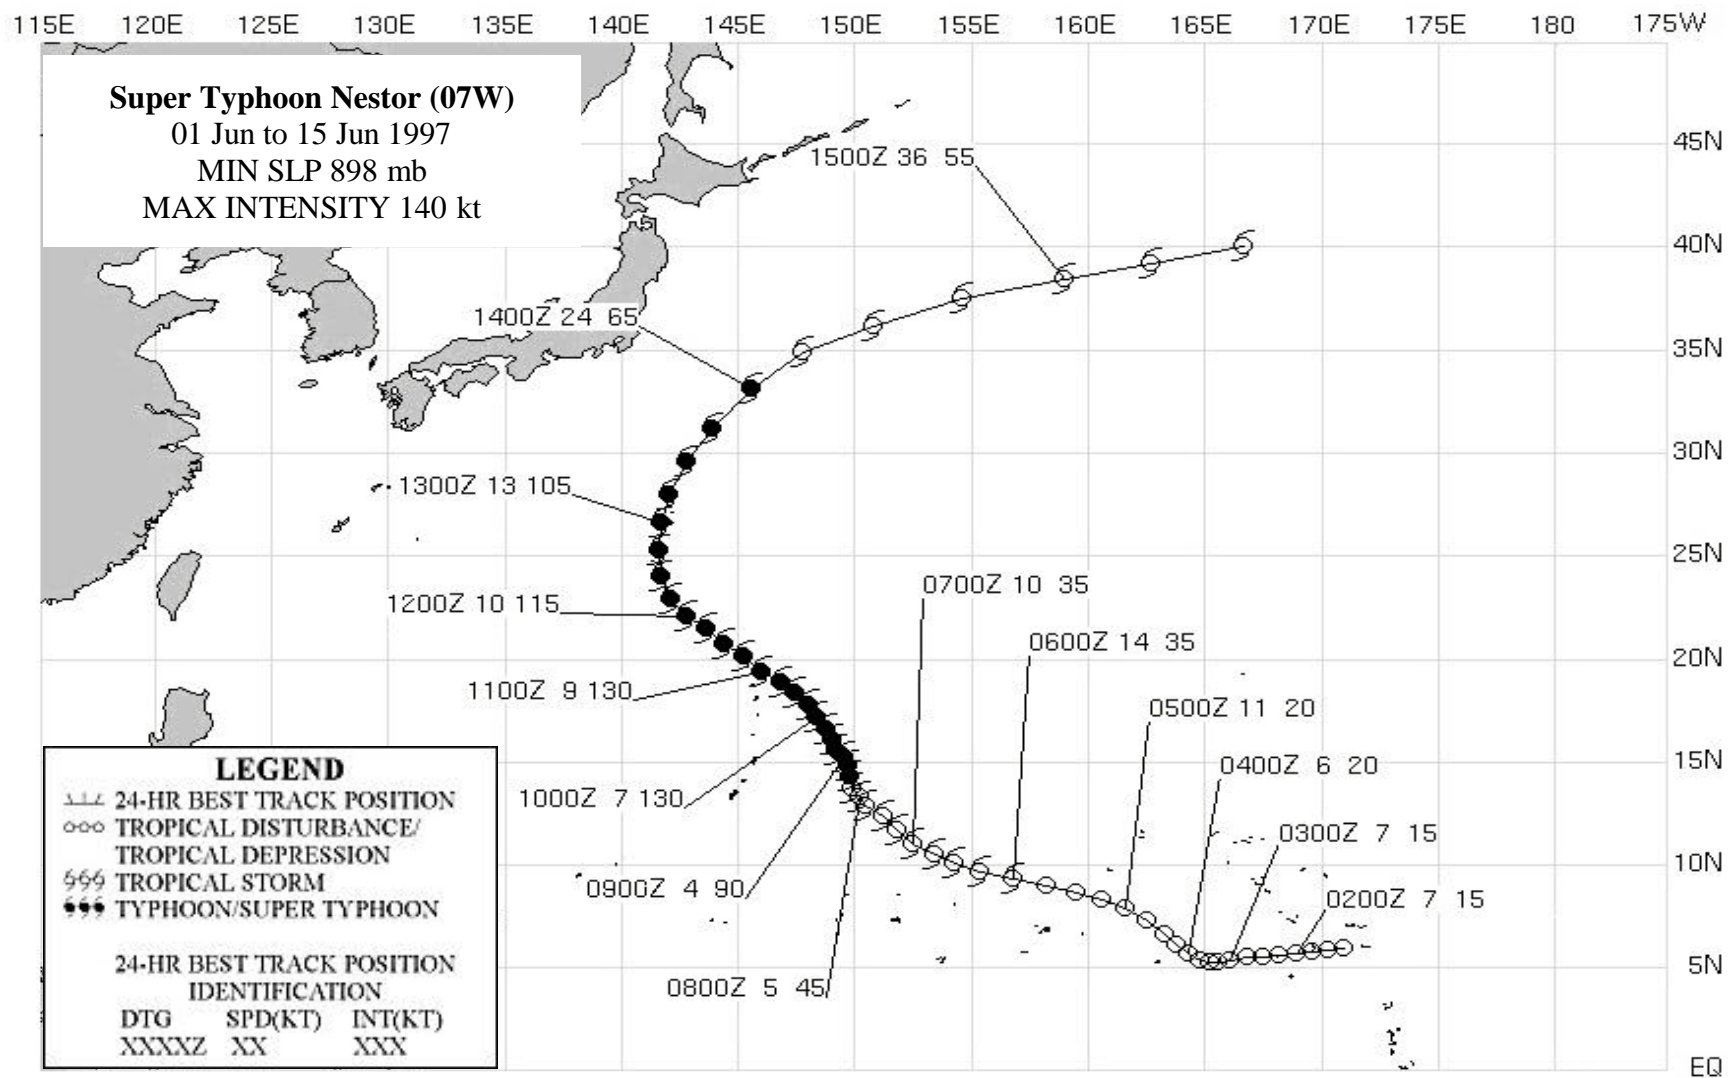 115E 120E 125E 130E 135E 140E 145E 150E 155E 160E 165E 170E 175E 180 175W
Super Typhoon Nestor (07W)
01 Jun to 15 Jun 1997
MIN SLP 898 mb
MAX INTENSITY 140 kt
45N
1500Z 36 55
40N
1400Z 24 65
35N
30N
1300Z 13 105
25N
0700Z 10 35
1200Z 10 115
0600Z 14 35
20N
1100Z 9 130
0500Z 11 20
15N
0400Z 6 20
1000Z 7 130
0300Z 7 15
10N
0900Z 4 90
0200Z 7 15
5N
0800Z 5 45
EQ
LEGEND
24-HR BEST TRACK POSITION
TROPICAL DISTURBANCE/
TROPICAL DEPRESSION
TROPICAL STORM
TYPHOON/SUPER TYPHOON
24-HR BEST TRACK POSITION
IDENTIFICATION
DTG SPD(KT) INT(KT)
XXXXZ XX XXX